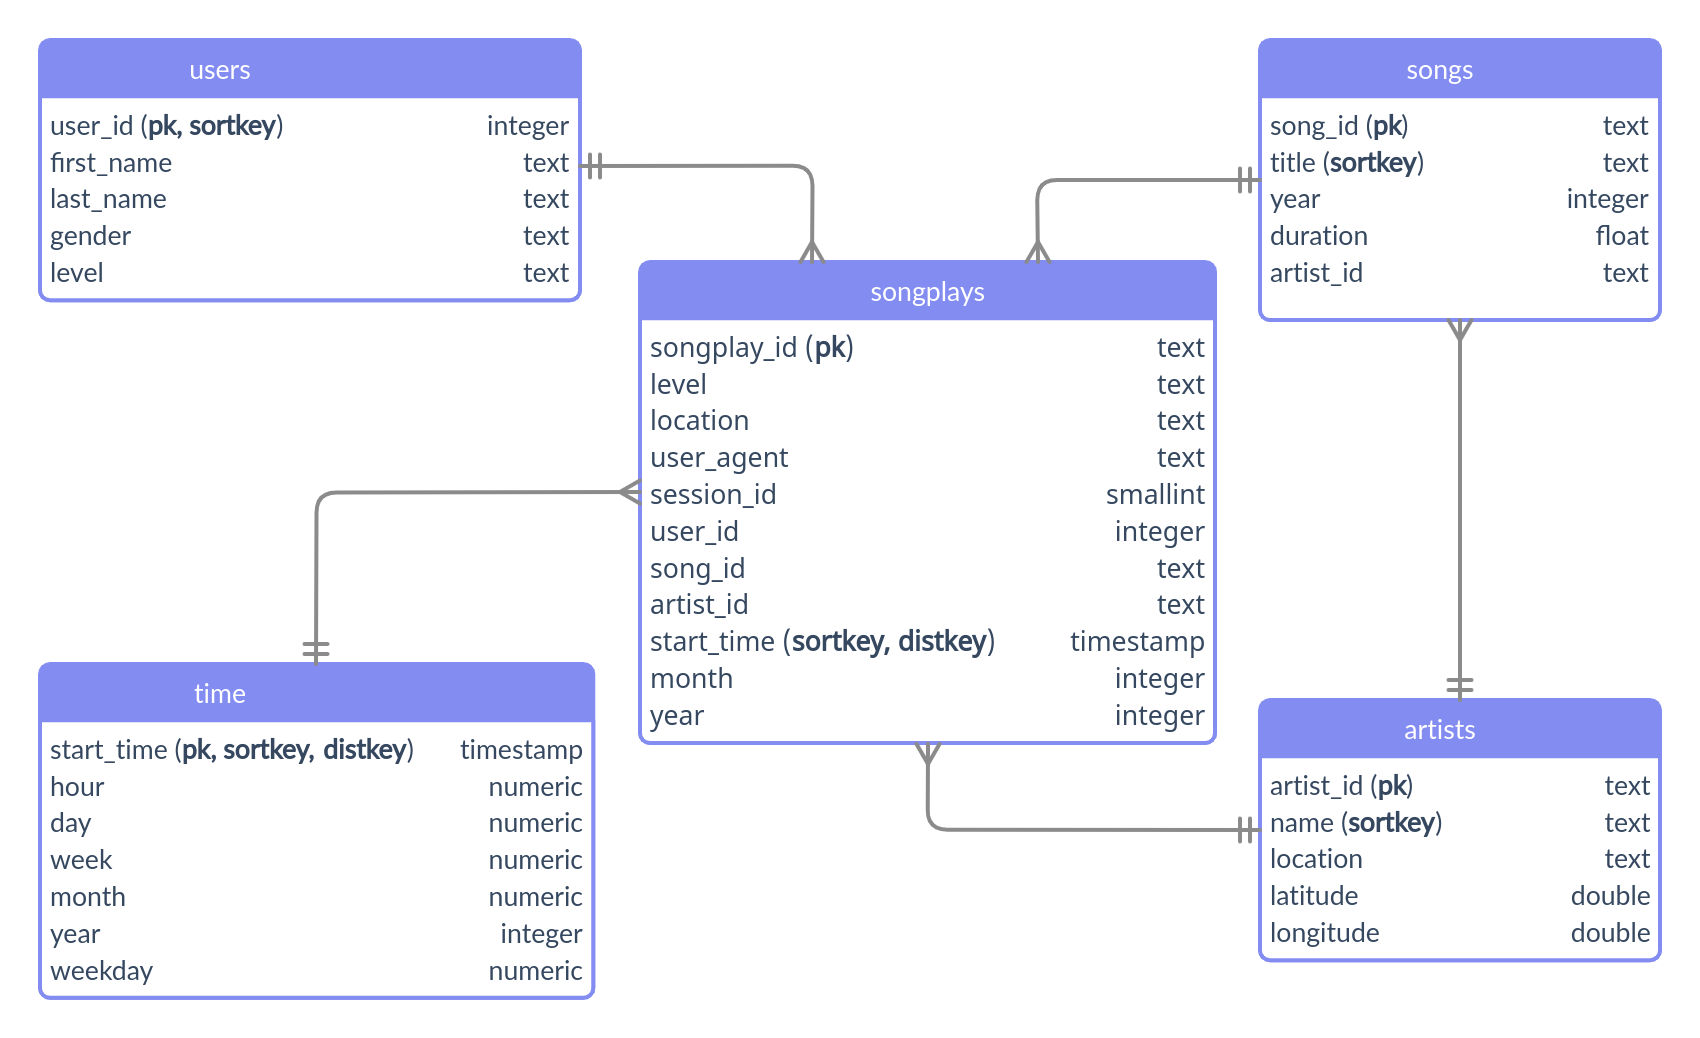 users
user_id (pk, sortkey) integer
first_name text
last_name text
gender text
level text
songs
song_id (pk) text
title (sortkey) text
year integer
duration float
artist_id text
songplays
songplay_id (pk) text
level text
location text
user_agent text
session_id smallint
user_id integer
song_id text
artist_id text
start_time (sortkey, distkey) timestamp
month integer
year integer
time
start_time (pk, sortkey, distkey) timestamp
hour numeric
day numeric
week numeric
month numeric
year integer
weekday numeric
artists
artist_id (pk) text
name (sortkey) text
location text
latitude double
longitude double